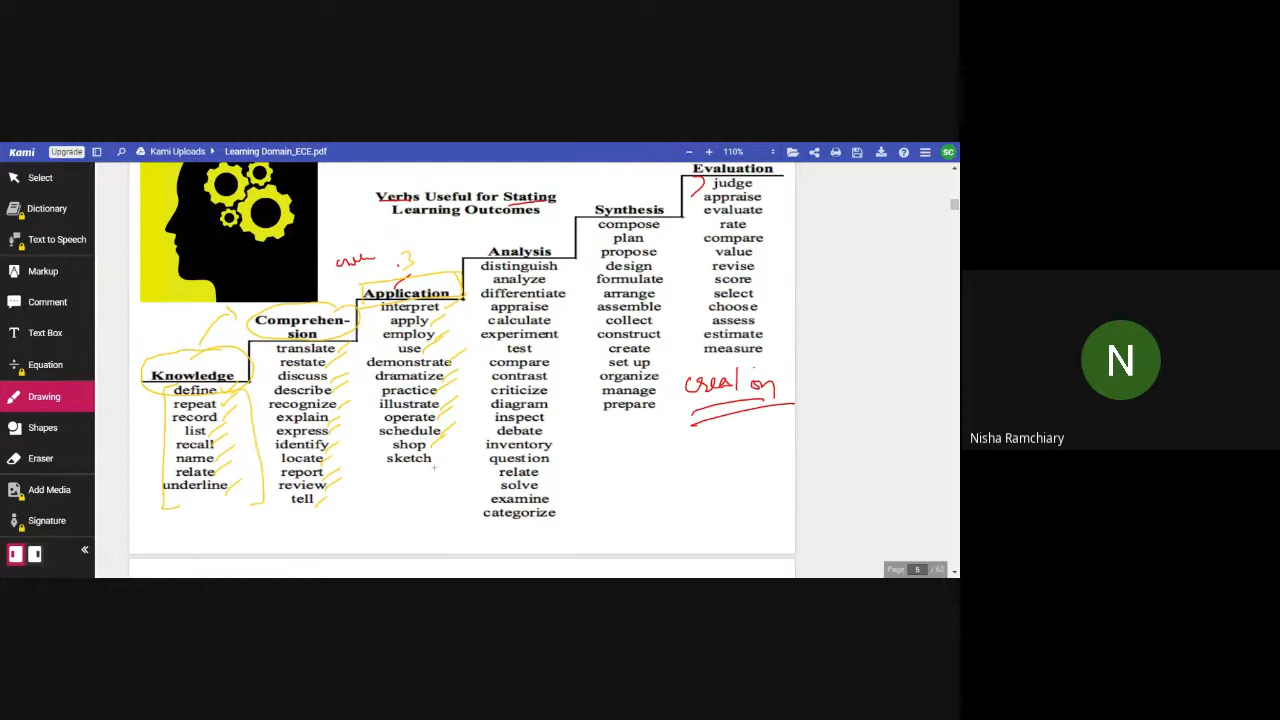 Kami Upgrade Kami Uploads Learning Domain_ECE.pdf 110% SC
Select
Dictionary
Text to Speech
Markup
Comment
Text Box
Equation
Drawing
Shapes
Eraser
Add Media
Signature
Verbs Useful for Stating
Learning Outcomes
Knowledge
define
repeat
record
list
recall
name
relate
underline
Comprehen-
sion
translate
restate
discuss
describe
recognize
explain
express
identify
locate
report
review
tell
3
Application
interpret
apply
employ
use
demonstrate
dramatize
practice
illustrate
operate
schedule
shop
sketch
Analysis
distinguish
analyze
differentiate
appraise
calculate
experiment
test
compare
contrast
criticize
diagram
inspect
debate
inventory
question
relate
solve
examine
categorize
Synthesis
compose
plan
propose
design
formulate
arrange
assemble
collect
construct
create
set up
organize
manage
prepare
Evaluation
judge
appraise
evaluate
rate
compare
value
revise
score
select
choose
assess
estimate
measure
creation
Page 5 / 62
N
Nisha Ramchiary